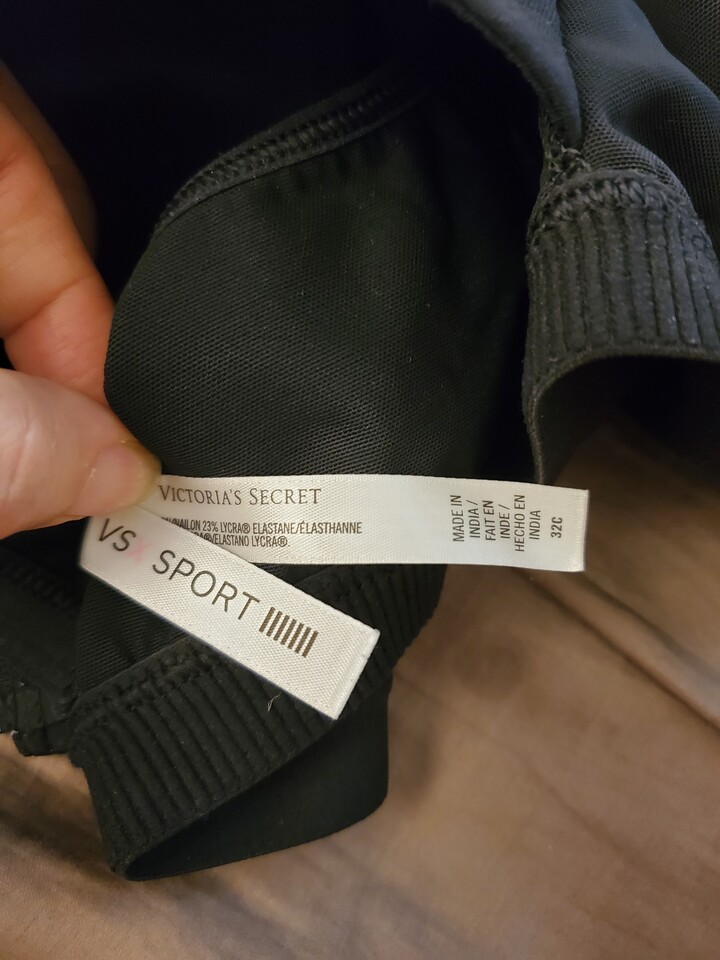 VICTORIA'S SECRET
23% LYCRA® ELASTANE/ÉLASTHANNE
ELASTANO LYCRA®.
MADE IN
INDIA /
FAIT EN
INDE /
HECHO EN
INDIA
32C
VSX SPORT